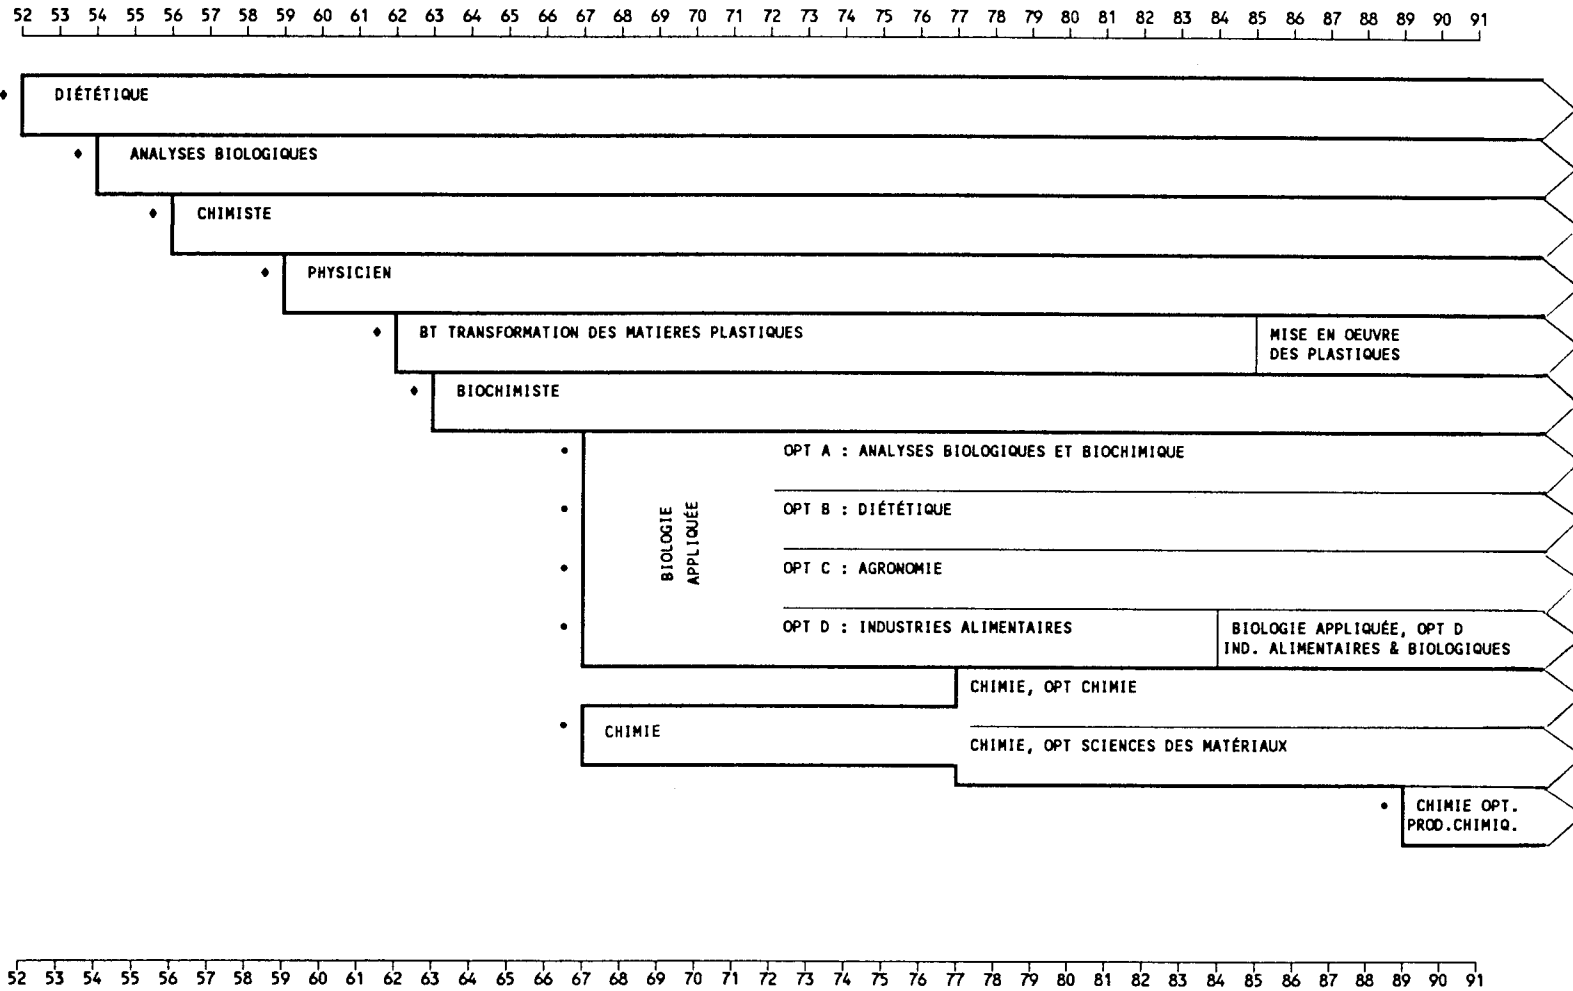 52 53 54 55 56 57 58 59 60 61 62 63 64 65 66 67 68 69 70 71 72 73 74 75 76 77 78 79 80 81 82 83 84 85 86 87 88 89 90 91
DIÉTÉTIQUE
ANALYSES BIOLOGIQUES
CHIMISTE
PHYSICIEN
BT TRANSFORMATION DES MATIERES PLASTIQUES
MISE EN OEUVRE
DES PLASTIQUES
BIOCHIMISTE
BIOLOGIE
APPLIQUÉE
OPT A : ANALYSES BIOLOGIQUES ET BIOCHIMIQUE
OPT B : DIÉTÉTIQUE
OPT C : AGRONOMIE
OPT D : INDUSTRIES ALIMENTAIRES
BIOLOGIE APPLIQUÉE, OPT D
IND. ALIMENTAIRES & BIOLOGIQUES
CHIMIE
CHIMIE, OPT CHIMIE
CHIMIE, OPT SCIENCES DES MATÉRIAUX
CHIMIE OPT.
PROD.CHIMIQ.
52 53 54 55 56 57 58 59 60 61 62 63 64 65 66 67 68 69 70 71 72 73 74 75 76 77 78 79 80 81 82 83 84 85 86 87 88 89 90 91